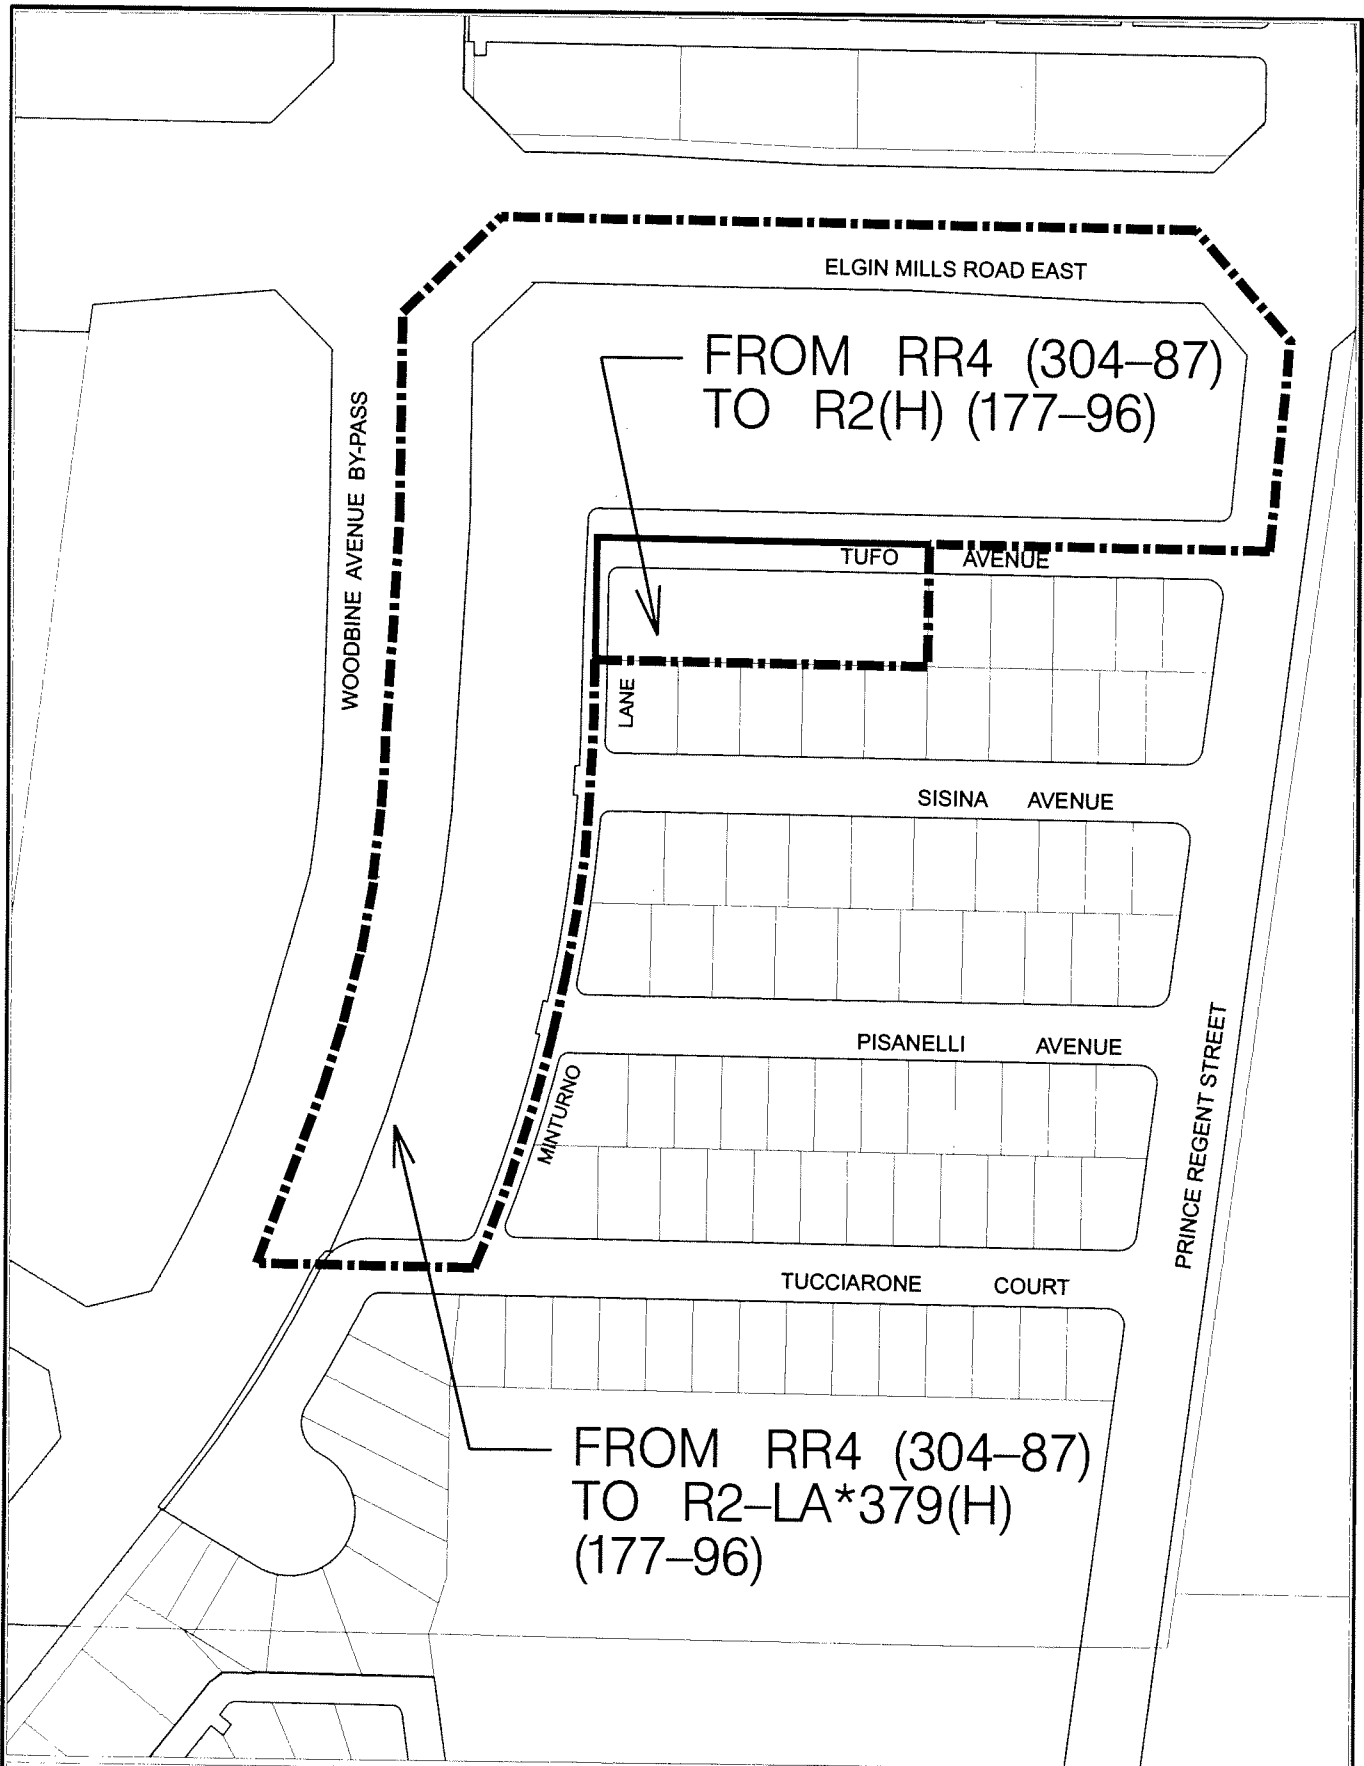 ELGIN MILLS ROAD EAST
FROM RR4 (304–87)
TO R2(H) (177–96)
WOODBINE AVENUE BY-PASS
TUFO AVENUE
LANE
SISINA AVENUE
PISANELLI AVENUE
MINTURNO
PRINCE REGENT STREET
TUCCIARONE COURT
FROM RR4 (304–87)
TO R2–LA*379(H)
(177–96)